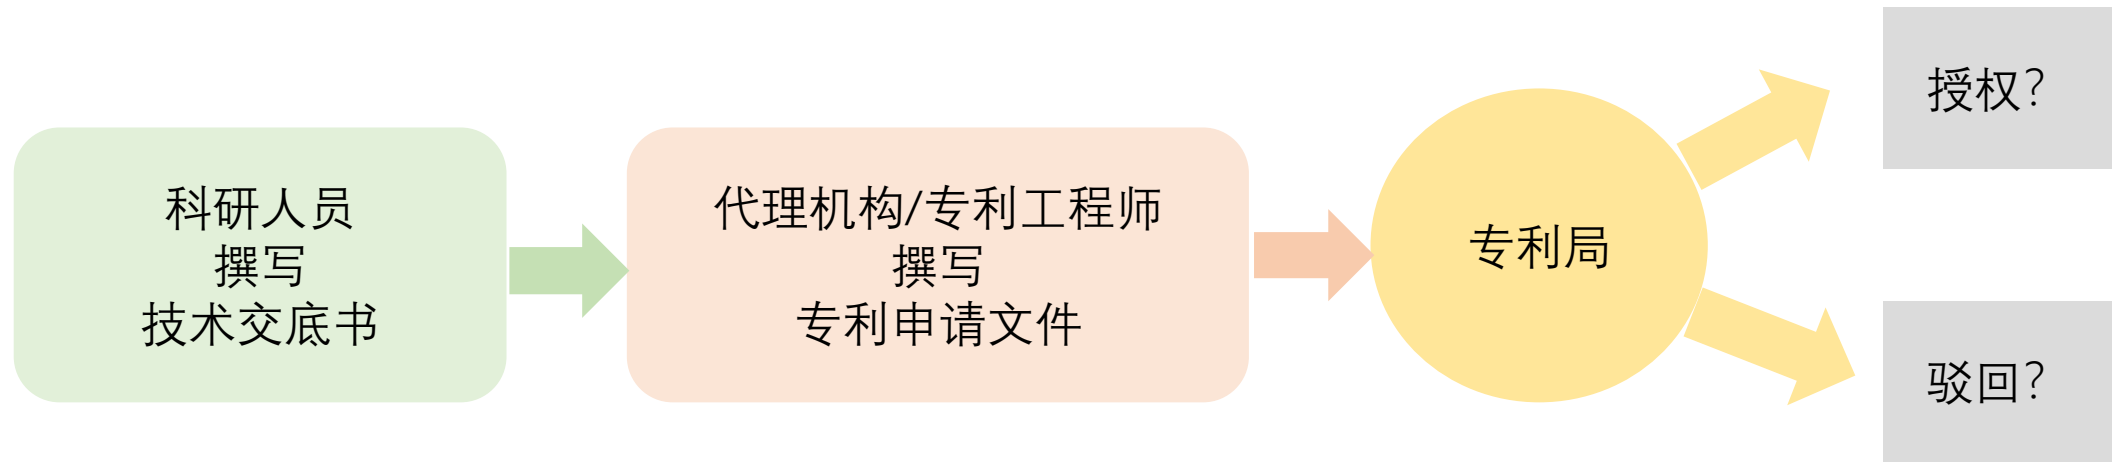 科研人员
撰写
技术交底书
代理机构/专利工程师
撰写
专利申请文件
专利局
授权?
驳回?